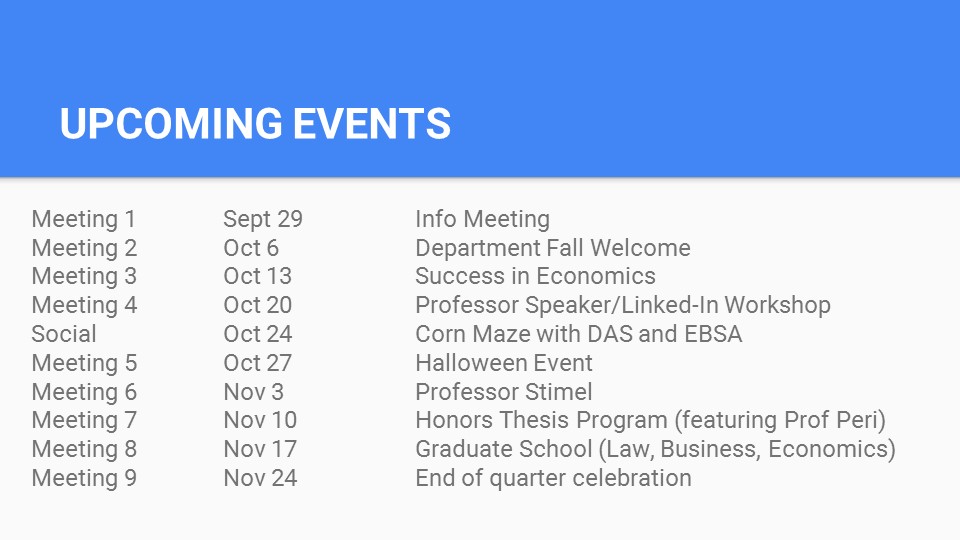 UPCOMING EVENTS
Meeting 1 Sept 29 Info Meeting
Meeting 2 Oct 6 Department Fall Welcome
Meeting 3 Oct 13 Success in Economics
Meeting 4 Oct 20 Professor Speaker/Linked-In Workshop
Social Oct 24 Corn Maze with DAS and EBSA
Meeting 5 Oct 27 Halloween Event
Meeting 6 Nov 3 Professor Stimel
Meeting 7 Nov 10 Honors Thesis Program (featuring Prof Peri)
Meeting 8 Nov 17 Graduate School (Law, Business, Economics)
Meeting 9 Nov 24 End of quarter celebration